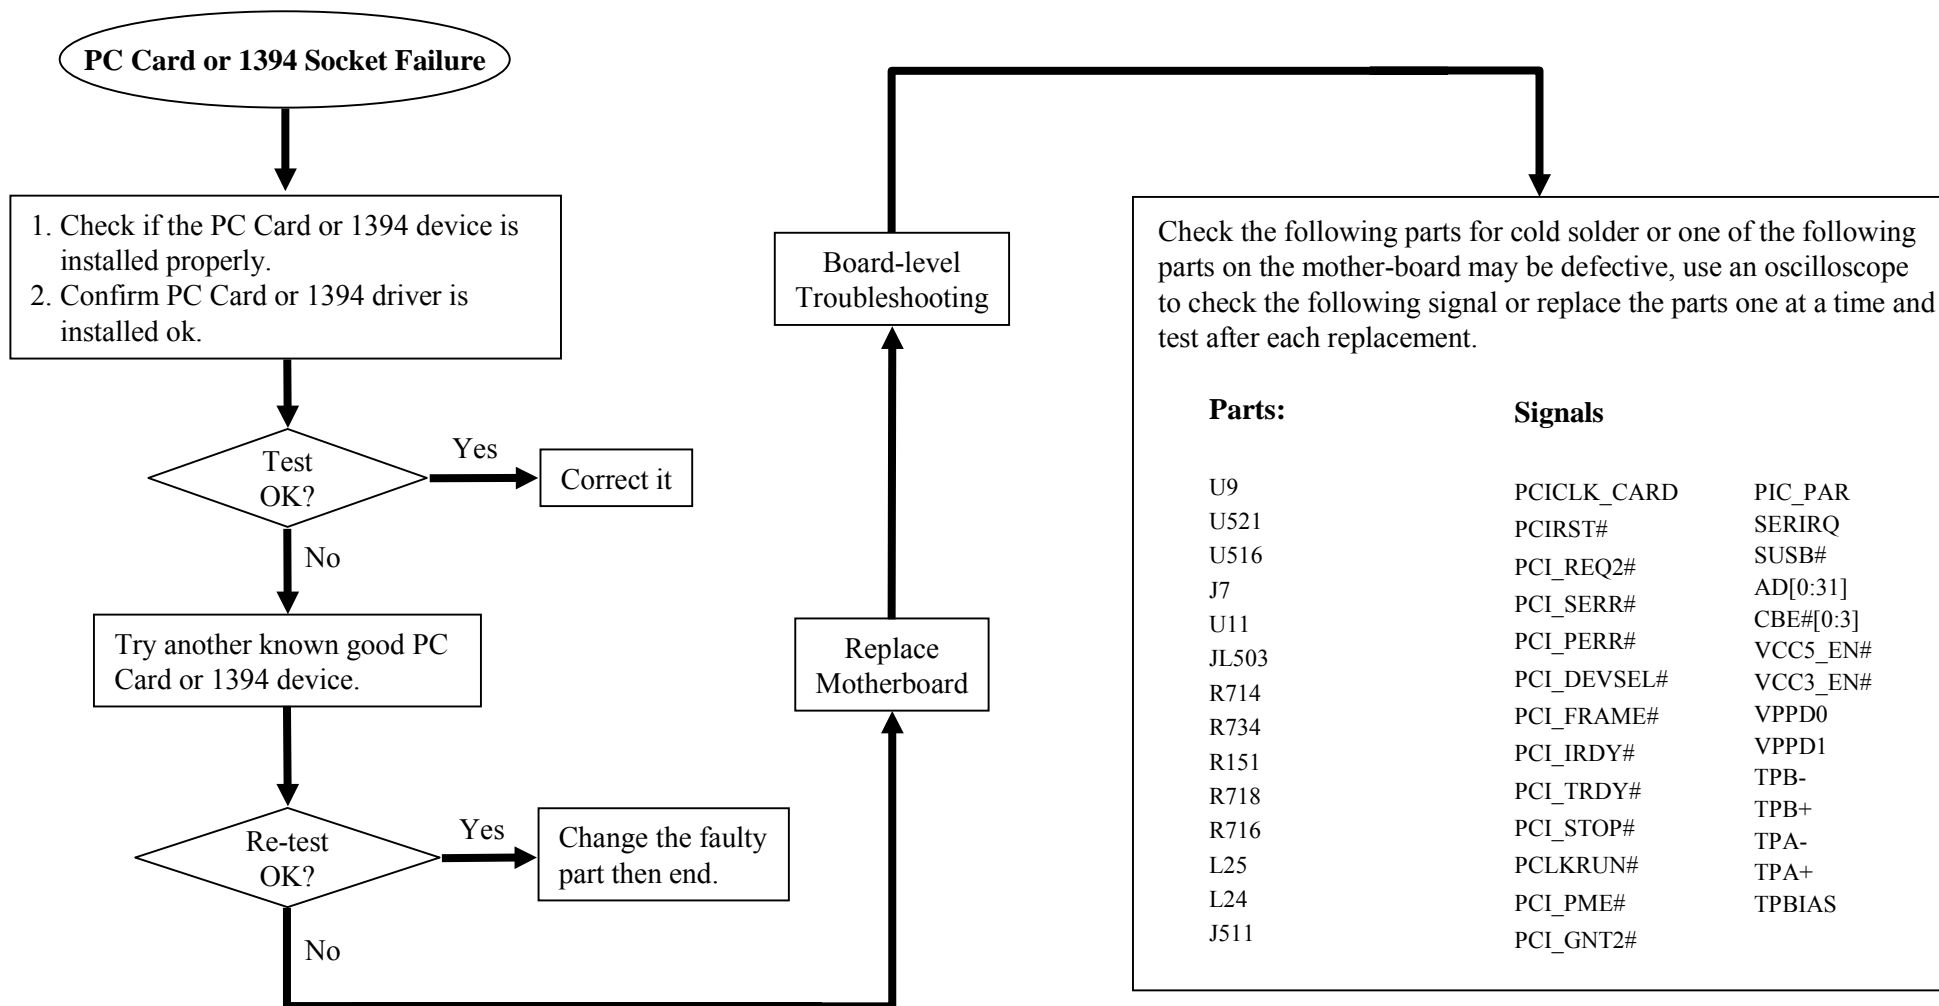 PC Card or 1394 Socket Failure
1. Check if the PC Card or 1394 device is
installed properly.
2. Confirm PC Card or 1394 driver is
installed ok.
Test
OK?
Yes
Correct it
No
Try another known good PC
Card or 1394 device.
Re-test
OK?
Yes
Change the faulty
part then end.
No
Replace
Motherboard
Board-level
Troubleshooting
Check the following parts for cold solder or one of the following
parts on the mother-board may be defective, use an oscilloscope
to check the following signal or replace the parts one at a time and
test after each replacement.
Parts:
U9
U521
U516
J7
U11
JL503
R714
R734
R151
R718
R716
L25
L24
J511
Signals
PCICLK_CARD
PCIRST#
PCI_REQ2#
PCI_SERR#
PCI_PERR#
PCI_DEVSEL#
PCI_FRAME#
PCI_IRDY#
PCI_TRDY#
PCI_STOP#
PCLKRUN#
PCI_PME#
PCI_GNT2#
PIC_PAR
SERIRQ
SUSB#
AD[0:31]
CBE#[0:3]
VCC5_EN#
VCC3_EN#
VPPD0
VPPD1
TPB-
TPB+
TPA-
TPA+
TPBIAS